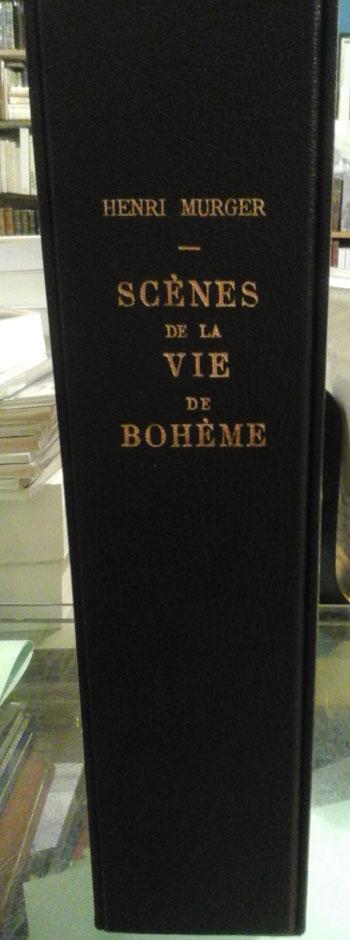 HENRI MURGER
—
SCÈNES
DE LA
VIE
DE
BOHÈME